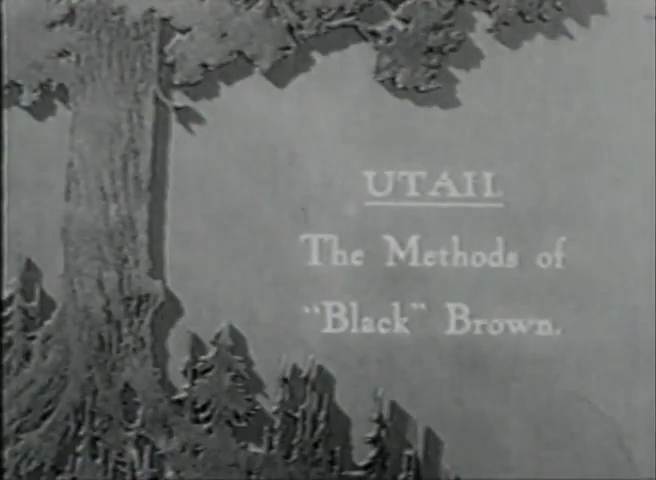 UTAIL
The Methods of
"Black" Brown.